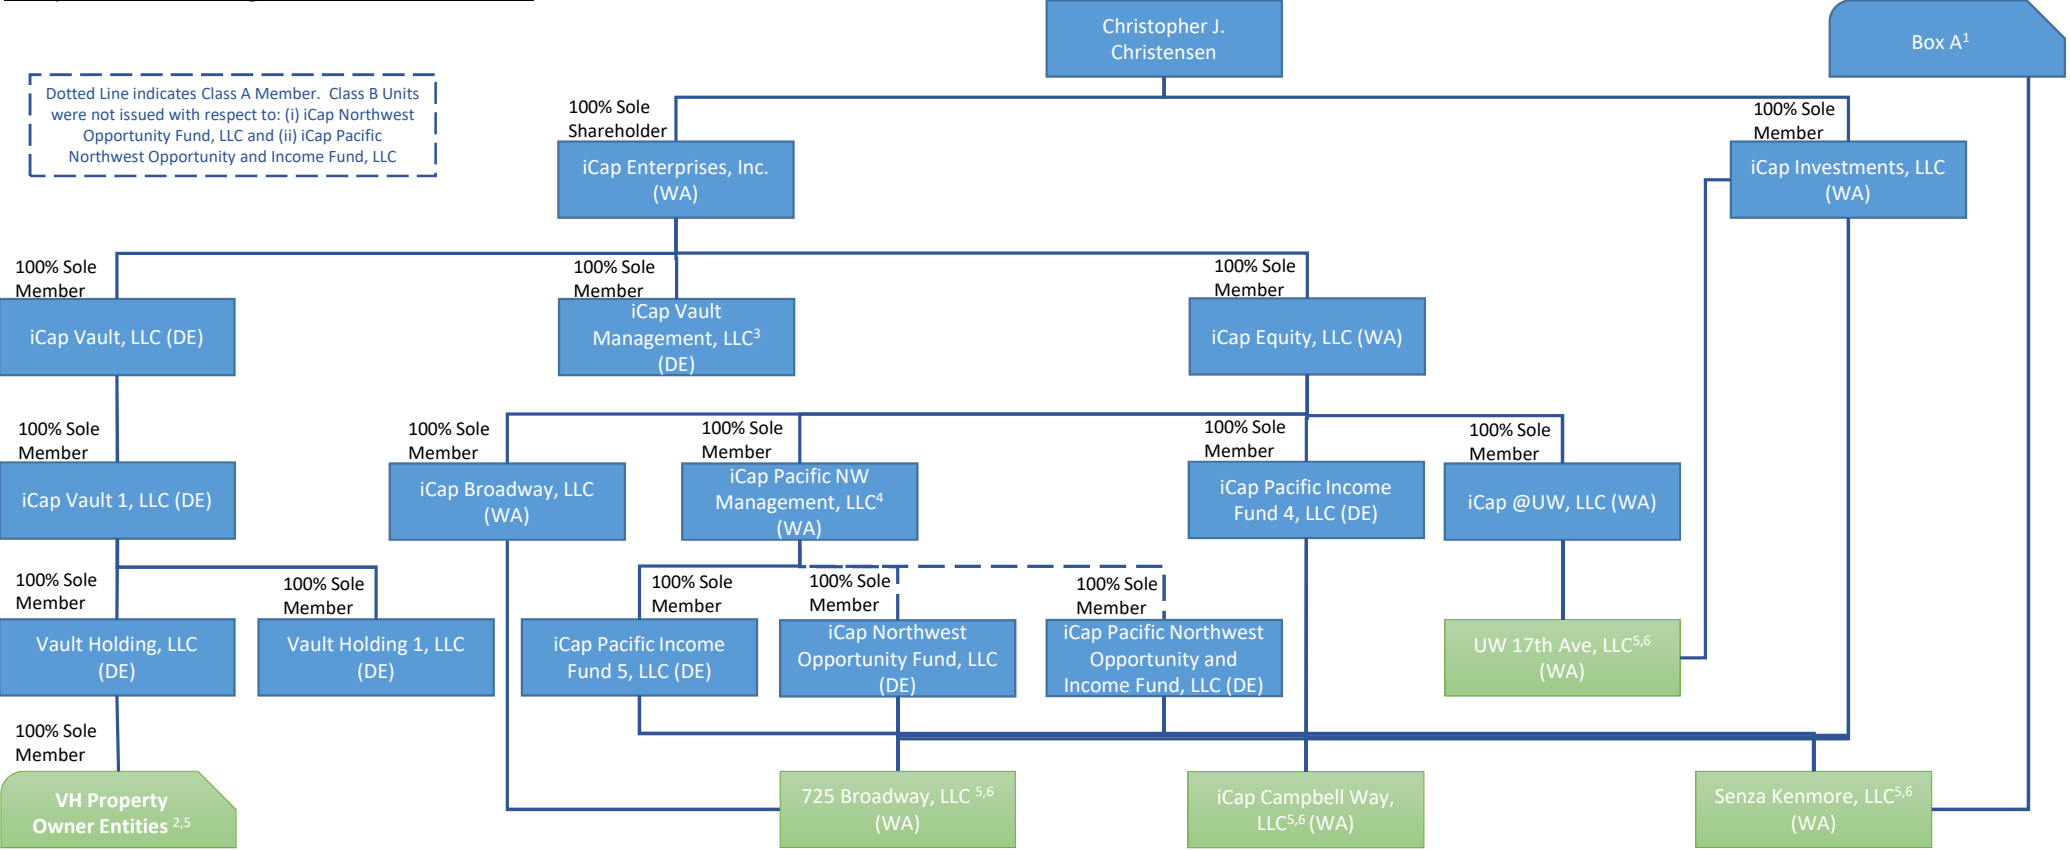 Christopher J.
Christensen
Box A¹
Dotted Line indicates Class A Member. Class B Units
were not issued with respect to: (i) iCap Northwest
Opportunity Fund, LLC and (ii) iCap Pacific
Northwest Opportunity and Income Fund, LLC
100% Sole
Shareholder
100% Sole
Member
iCap Enterprises, Inc.
(WA)
iCap Investments, LLC
(WA)
100% Sole
Member
100% Sole
Member
100% Sole
Member
iCap Vault, LLC (DE)
iCap Vault
Management, LLC³
(DE)
iCap Equity, LLC (WA)
100% Sole
Member
100% Sole
Member
100% Sole
Member
100% Sole
Member
100% Sole
Member
iCap Vault 1, LLC (DE)
iCap Broadway, LLC
(WA)
iCap Pacific NW
Management, LLC⁴
(WA)
iCap Pacific Income
Fund 4, LLC (DE)
iCap @UW, LLC (WA)
100% Sole
Member
100% Sole
Member
100% Sole
Member
100% Sole
Member
100% Sole
Member
Vault Holding, LLC
(DE)
Vault Holding 1, LLC
(DE)
iCap Pacific Income
Fund 5, LLC (DE)
iCap Northwest
Opportunity Fund, LLC
(DE)
iCap Pacific Northwest
Opportunity and
Income Fund, LLC (DE)
UW 17th Ave, LLC⁵,⁶
(WA)
100% Sole
Member
VH Property
Owner Entities ²,⁵
725 Broadway, LLC ⁵,⁶
(WA)
iCap Campbell Way,
LLC⁵,⁶ (WA)
Senza Kenmore, LLC⁵,⁶
(WA)